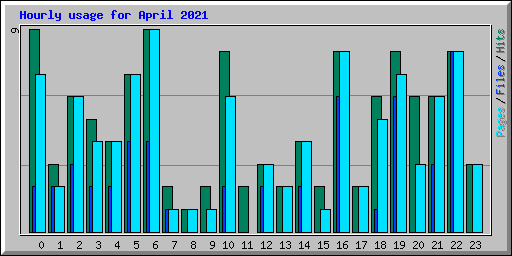 Hourly usage for April 2021
9
Pages/Files/Hits
0 1 2 3 4 5 6 7 8 9 10 11 12 13 14 15 16 17 18 19 20 21 22 23